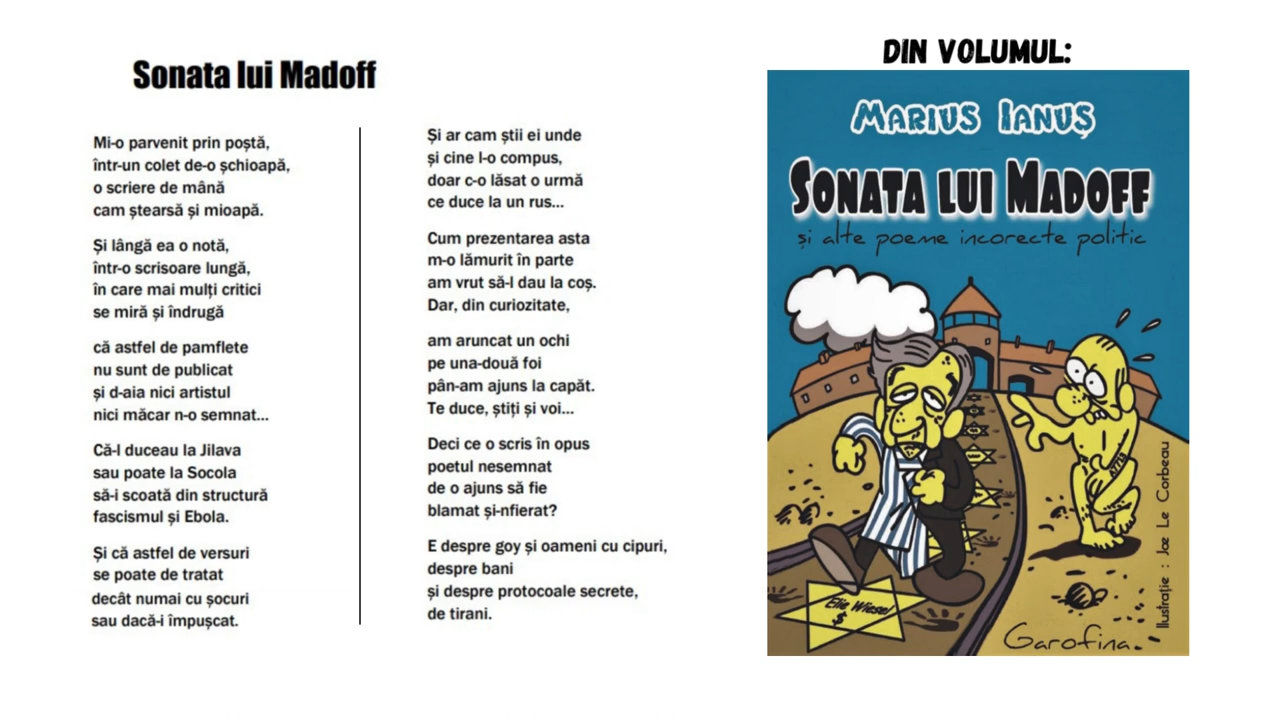 Sonata lui Madoff
Mi-o parvenit prin poștă,
într-un colet de-o șchioapă,
o scriere de mână
cam ștearsă și mioapă.
Și lângă ea o notă,
într-o scrisoare lungă,
în care mai mulți critici
se miră și îndrugă
că astfel de pamflete
nu sunt de publicat
și d-aia nici artistul
nici măcar n-o semnat...
Că-l duceau la Jilava
sau poate la Socola
să-i scoată din structură
fascismul și Ebola.
Și că astfel de versuri
se poate de tratat
decât numai cu șocuri
sau dacă-i împușcat.
Și ar cam știi ei unde
și cine l-o compus,
doar c-o lăsat o urmă
ce duce la un rus...
Cum prezentarea asta
m-o lămurit în parte
am vrut să-l dau la coș.
Dar, din curiozitate,
am aruncat un ochi
pe una-două foi
pân-am ajuns la capăt.
Te duce, știți și voi...
Deci ce o scris în opus
poetul nesemnat
de o ajuns să fie
blamat și-nfierat?
E despre goy și oameni cu cipuri,
despre bani
și despre protocoale secrete,
de tirani.
DIN VOLUMUL:
MARIUS IANUȘ
SONATA LUI MADOFF
și alte poeme incorecte politic
Elie Wiesel
$
Garofina
Ilustrație : Joe Le Corbeau